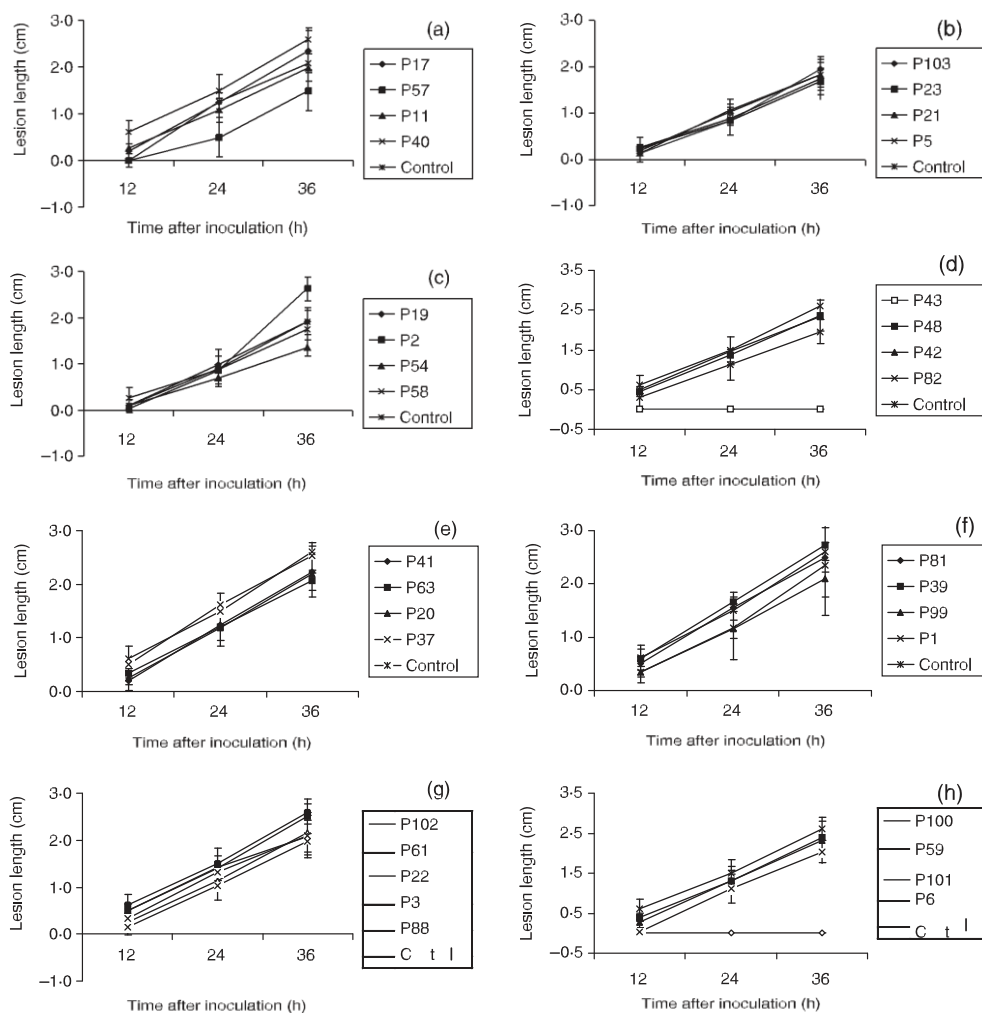 (a)
Lesion length (cm)
3·0
2·0
1·0
0·0
–1·0
12 24 36
Time after inoculation (h)
P17
P57
P11
P40
Control
(b)
Lesion length (cm)
3·0
2·0
1·0
0·0
–1·0
12 24 36
Time after inoculation (h)
P103
P23
P21
P5
Control
(c)
Lesion length (cm)
3·0
2·0
1·0
0·0
–1·0
12 24 36
Time after inoculation (h)
P19
P2
P54
P58
Control
(d)
Lesion length (cm)
3·5
2·5
1·5
0·5
–0·5
12 24 36
Time after inoculation (h)
P43
P48
P42
P82
Control
(e)
Lesion length (cm)
3·0
2·0
1·0
0·0
12 24 36
Time after inoculation (h)
P41
P63
P20
P37
Control
(f)
Lesion length (cm)
3·0
2·0
1·0
0·0
12 24 36
Time after inoculation (h)
P81
P39
P99
P1
Control
(g)
Lesion length (cm)
3·0
2·0
1·0
0·0
–1·0
12 24 36
Time after inoculation (h)
P102
P61
P22
P3
P88
C t l
(h)
Lesion length (cm)
3·5
2·5
1·5
0·5
–0·5
12 24 36
Time after inoculation (h)
P100
P59
P101
P6
C t l